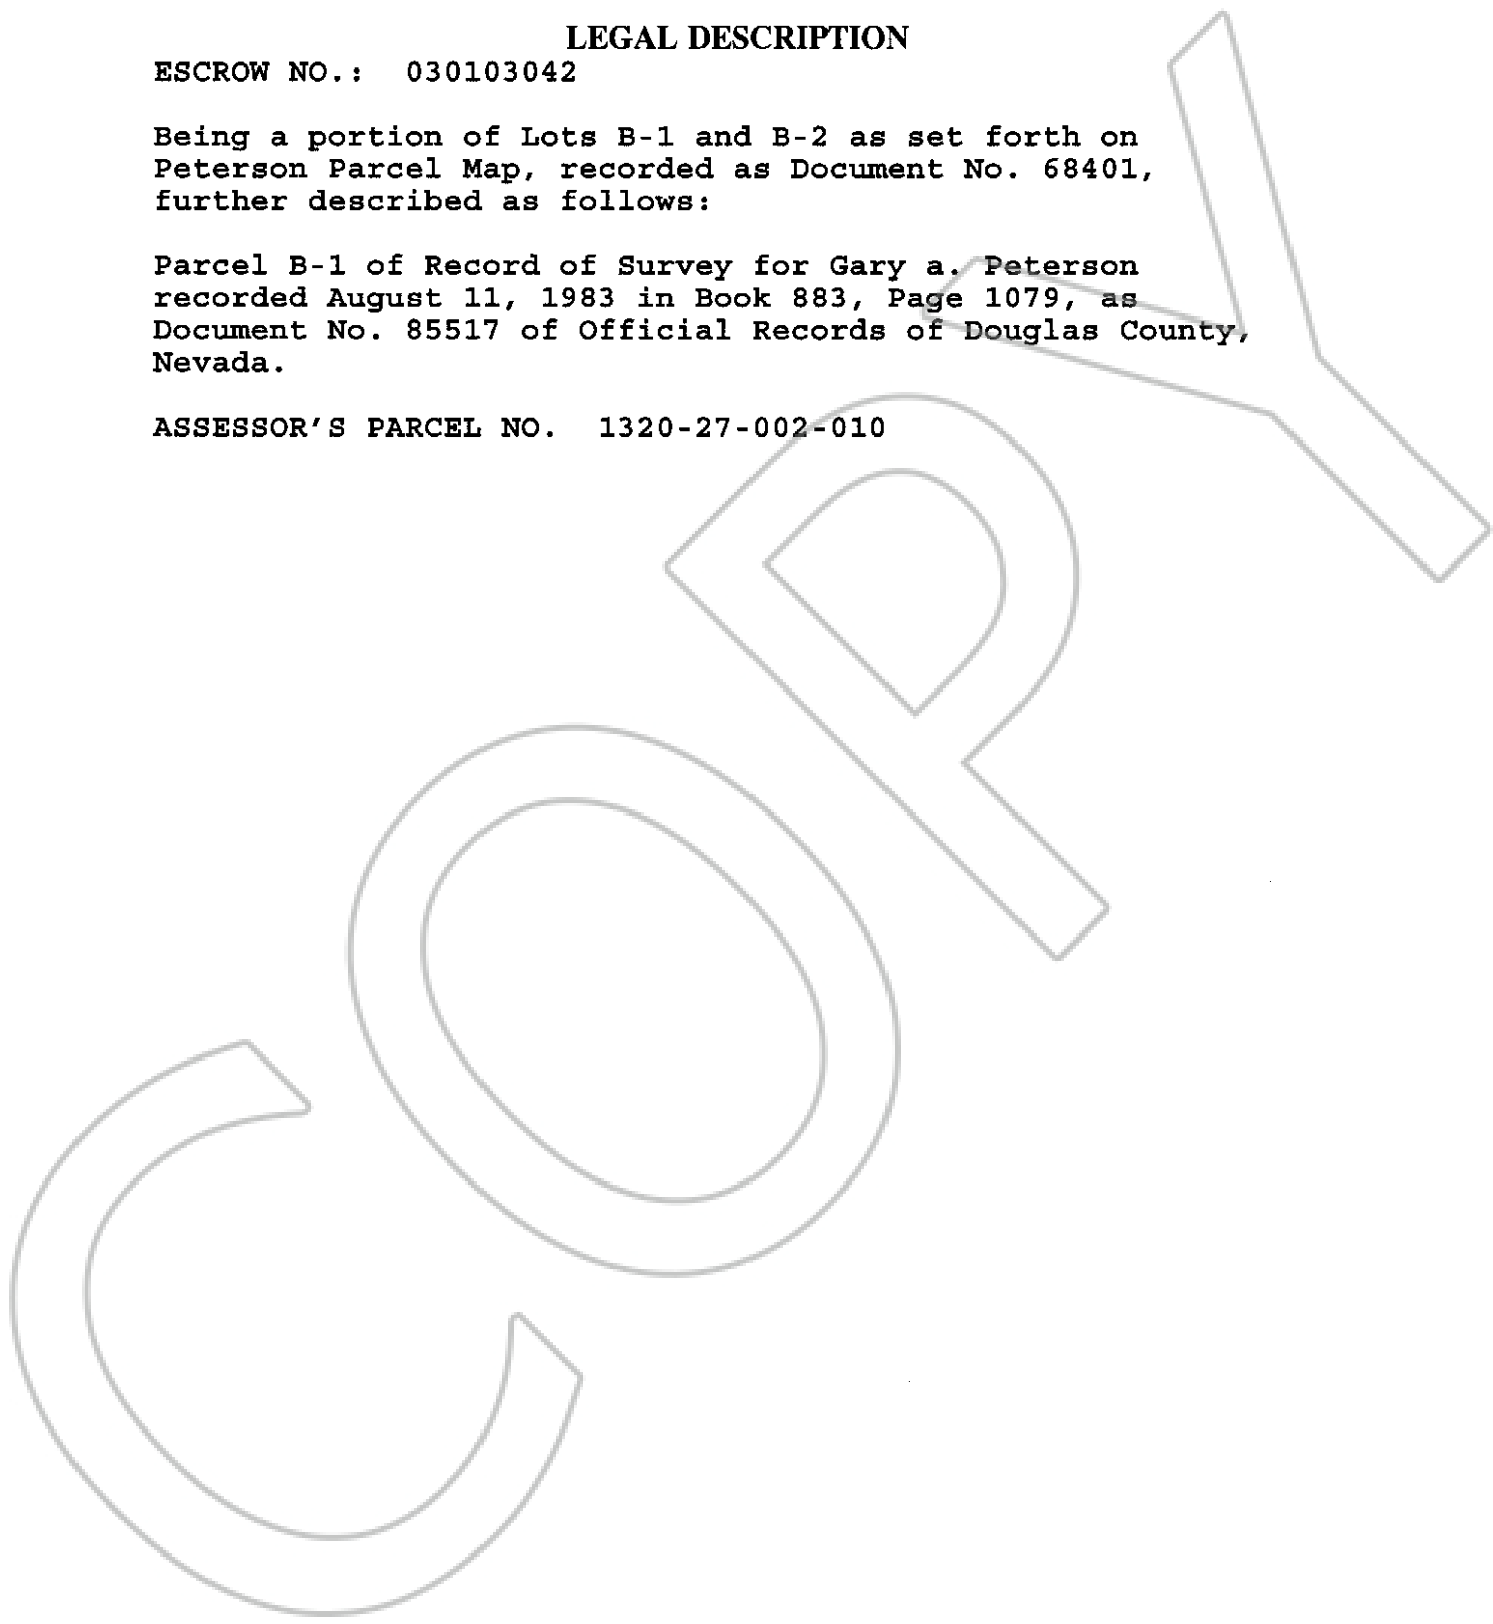 LEGAL DESCRIPTION
ESCROW NO.: 030103042
Being a portion of Lots B-1 and B-2 as set forth on
Peterson Parcel Map, recorded as Document No. 68401,
further described as follows:
Parcel B-1 of Record of Survey for Gary a. Peterson
recorded August 11, 1983 in Book 883, Page 1079, as
Document No. 85517 of Official Records of Douglas County,
Nevada.
ASSESSOR'S PARCEL NO. 1320-27-002-010
COPY